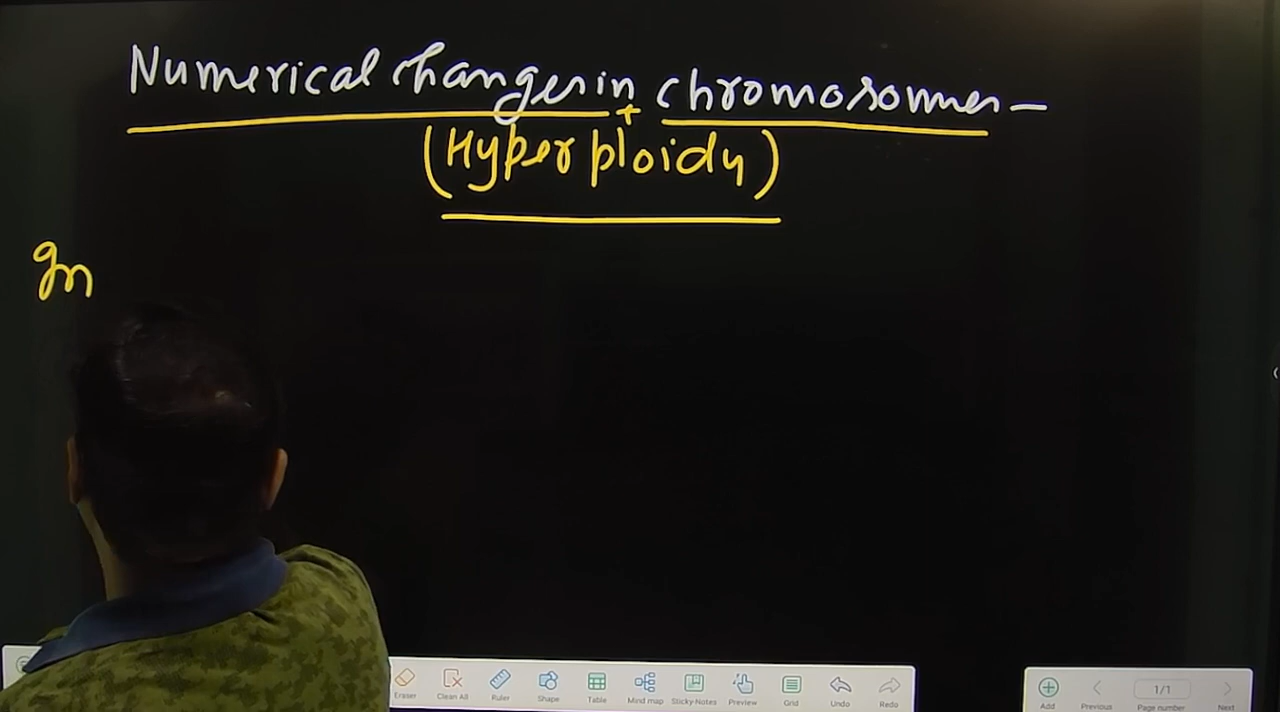 Numerical changes in chromosomes –
+
(Hyperploidy)
In
Eraser Clean All Ruler Shape Table Mind map Sticky-Notes Preview Grid Undo Redo
Add Previous 1/1 Page number Next